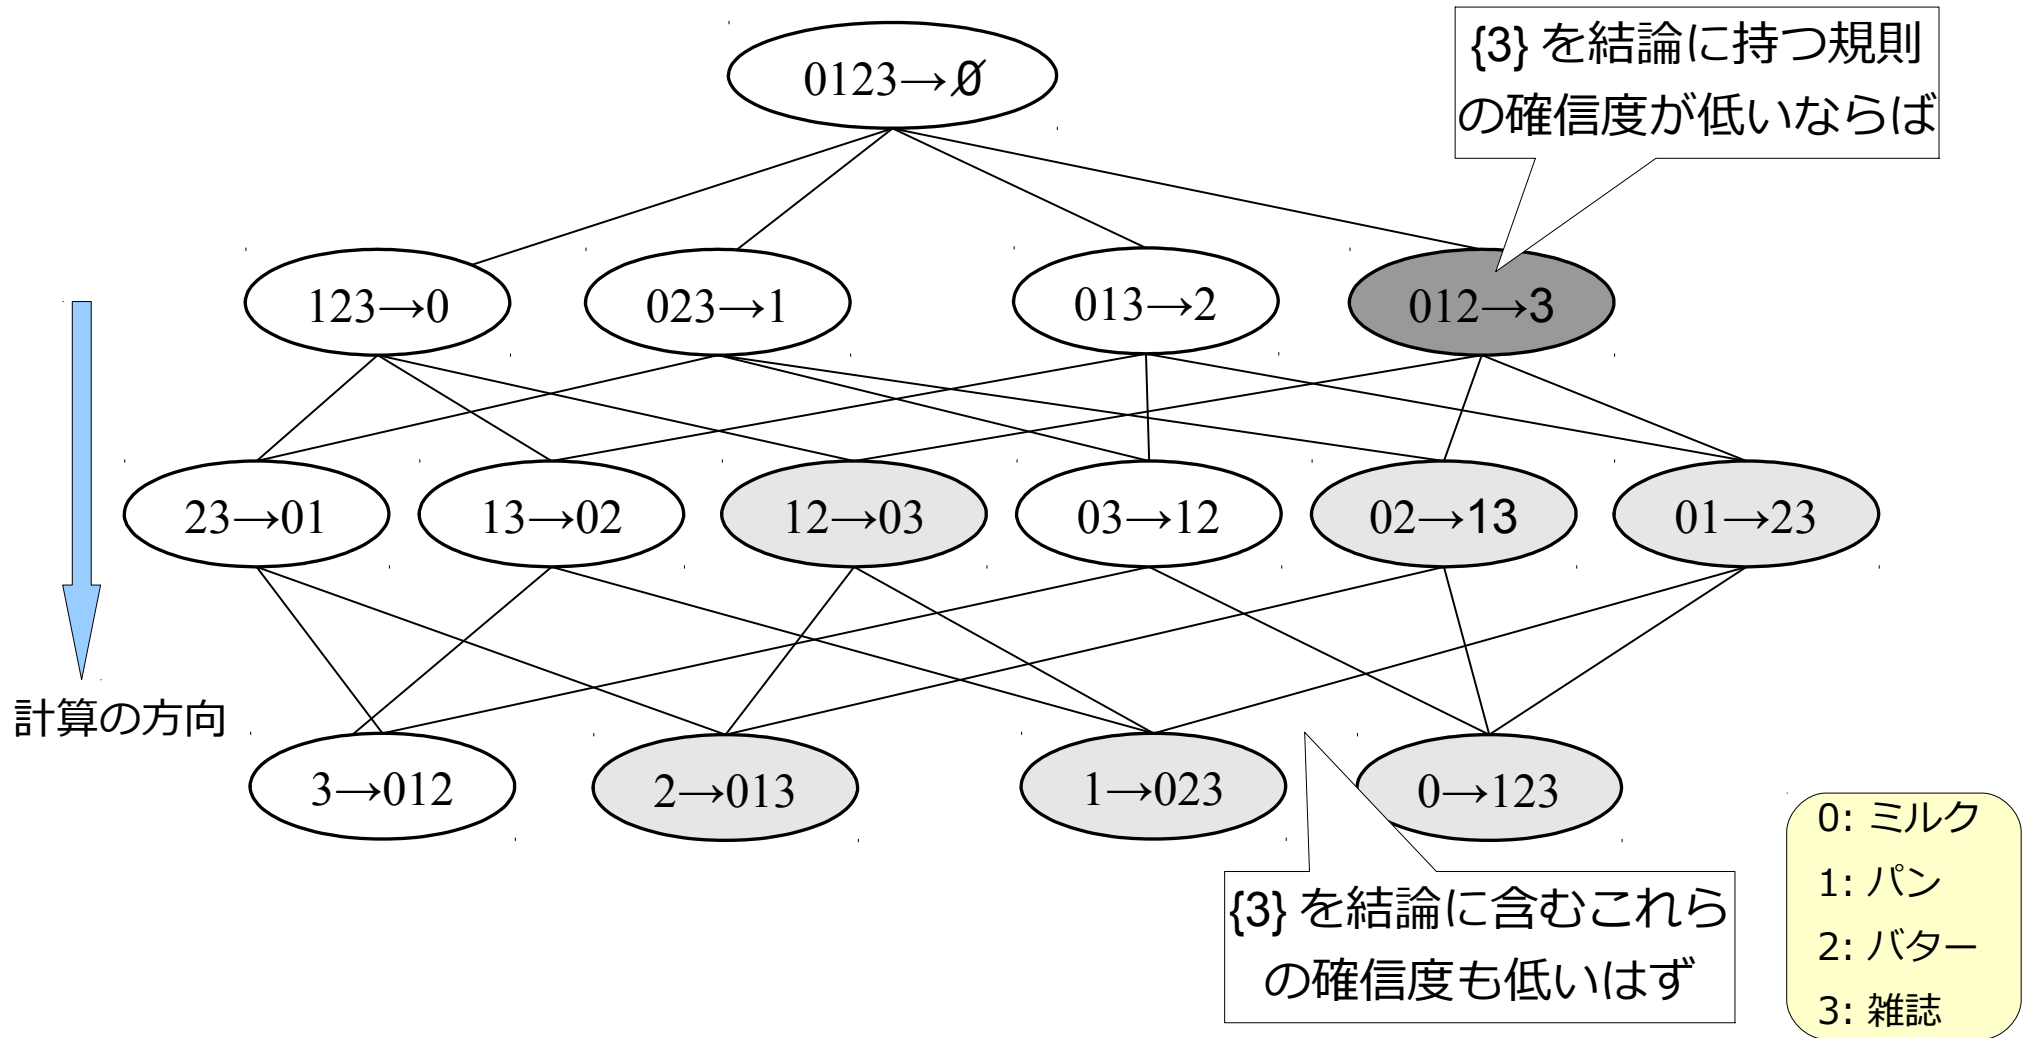 {3} を結論に持つ規則
の確信度が低いならば
0123→∅
123→0
023→1
013→2
012→3
23→01
13→02
12→03
03→12
02→13
01→23
計算の方向
3→012
2→013
1→023
0→123
{3} を結論に含むこれら
の確信度も低いはず
0: ミルク
1: パン
2: バター
3: 雑誌